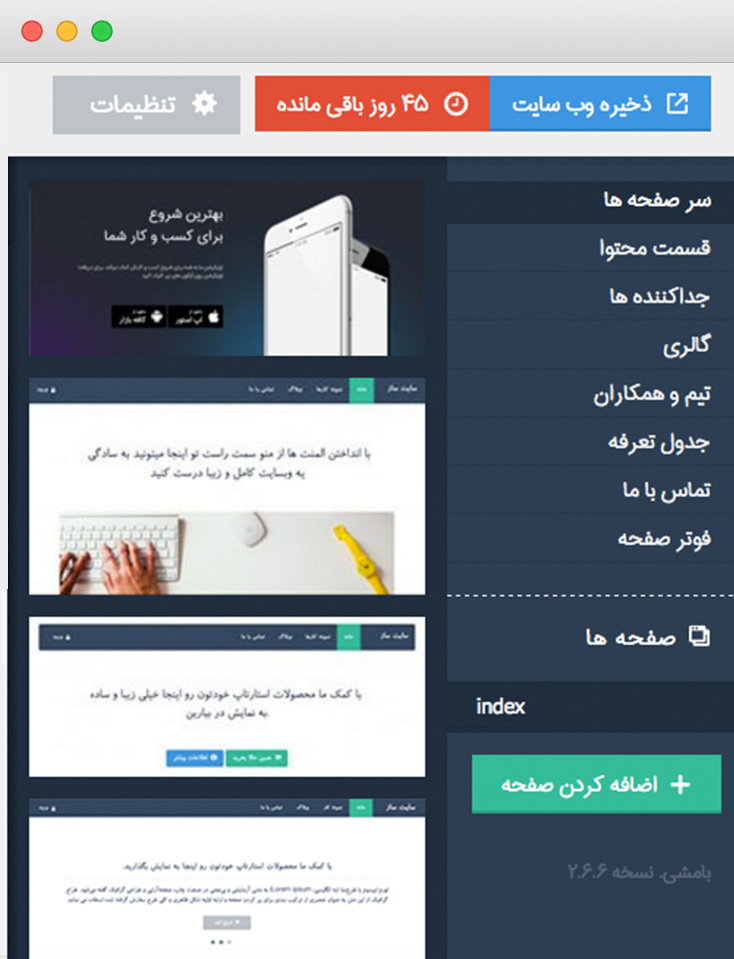 ذخیره وب سایت
۴۵ روز باقی مانده
تنظیمات
سر صفحه ها
قسمت محتوا
جداکننده ها
گالری
تیم و همکاران
جدول تعرفه
تماس با ما
فوتر صفحه
صفحه ها
index
اضافه کردن صفحه
بامشی. نسخه ۲.۶.۶
بهترین شروع
برای کسب و کار شما
دانلود از
اپ استور
دانلود از
کافه بازار
سایت ساز
خانه
نمونه کارها
وبلاگ
تماس با ما
ورود
با انداختن المنت ها از منو سمت راست تو اینجا میتونید به سادگی
یه وبسایت کامل و زیبا درست کنید
سایت ساز
خانه
نمونه کارها
وبلاگ
تماس با ما
ورود
با کمک ما محصولات استارتاپ خودتون رو اینجا خیلی زیبا و ساده
به نمایش در بیارین.
همین حالا بخرید
اطلاعات بیشتر
سایت ساز
خانه
نمونه کار
وبلاگ
تماس با ما
ورود
با کمک ما محصولات استارتاپ خودتون رو اینجا به نمایش بگذارید.